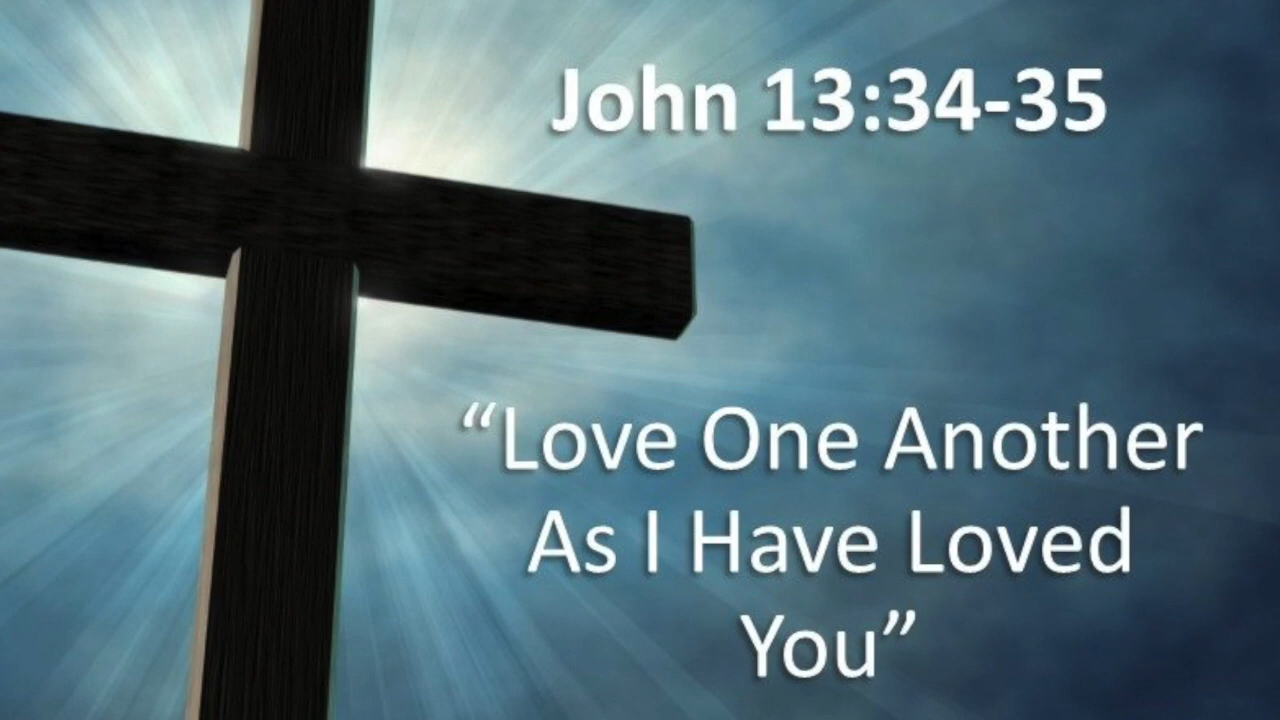 John 13:34-35
“Love One Another
As I Have Loved
You”